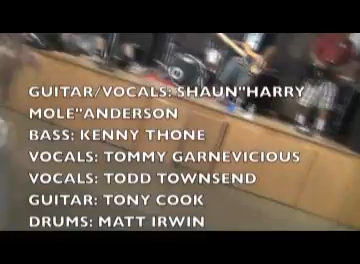 GUITAR/VOCALS: SHAUN"HARRY
MOLE"ANDERSON
BASS: KENNY THONE
VOCALS: TOMMY GARNEVICIOUS
VOCALS: TODD TOWNSEND
GUITAR: TONY COOK
DRUMS: MATT IRWIN